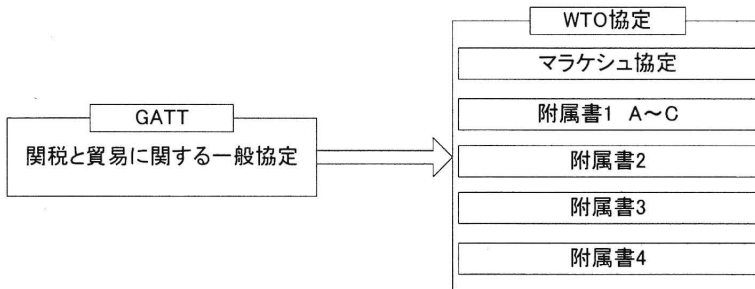 GATT
関税と貿易に関する一般協定
WTO協定
マラケシュ協定
附属書1 A～C
附属書2
附属書3
附属書4